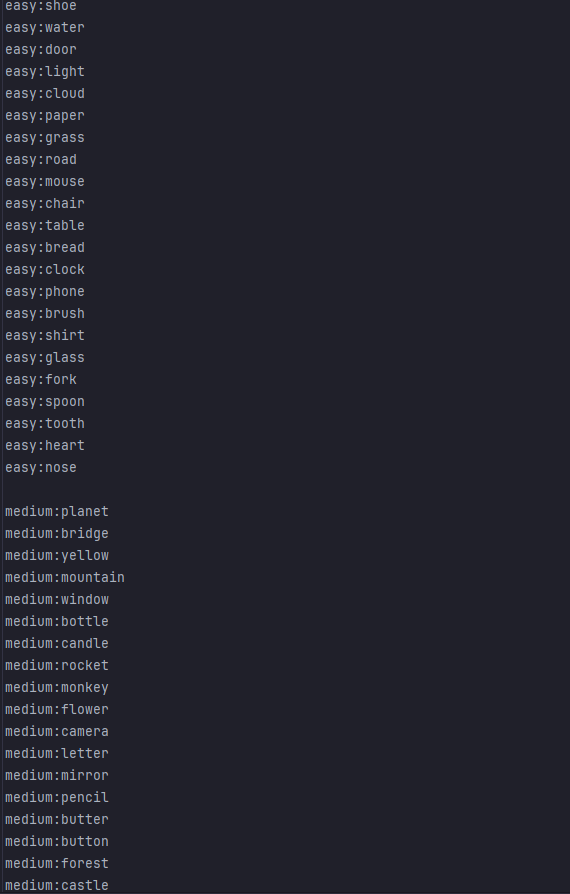 easy:shoe
easy:water
easy:door
easy:light
easy:cloud
easy:paper
easy:grass
easy:road
easy:mouse
easy:chair
easy:table
easy:bread
easy:clock
easy:phone
easy:brush
easy:shirt
easy:glass
easy:fork
easy:spoon
easy:tooth
easy:heart
easy:nose

medium:planet
medium:bridge
medium:yellow
medium:mountain
medium:window
medium:bottle
medium:candle
medium:rocket
medium:monkey
medium:flower
medium:camera
medium:letter
medium:mirror
medium:pencil
medium:butter
medium:button
medium:forest
medium:castle